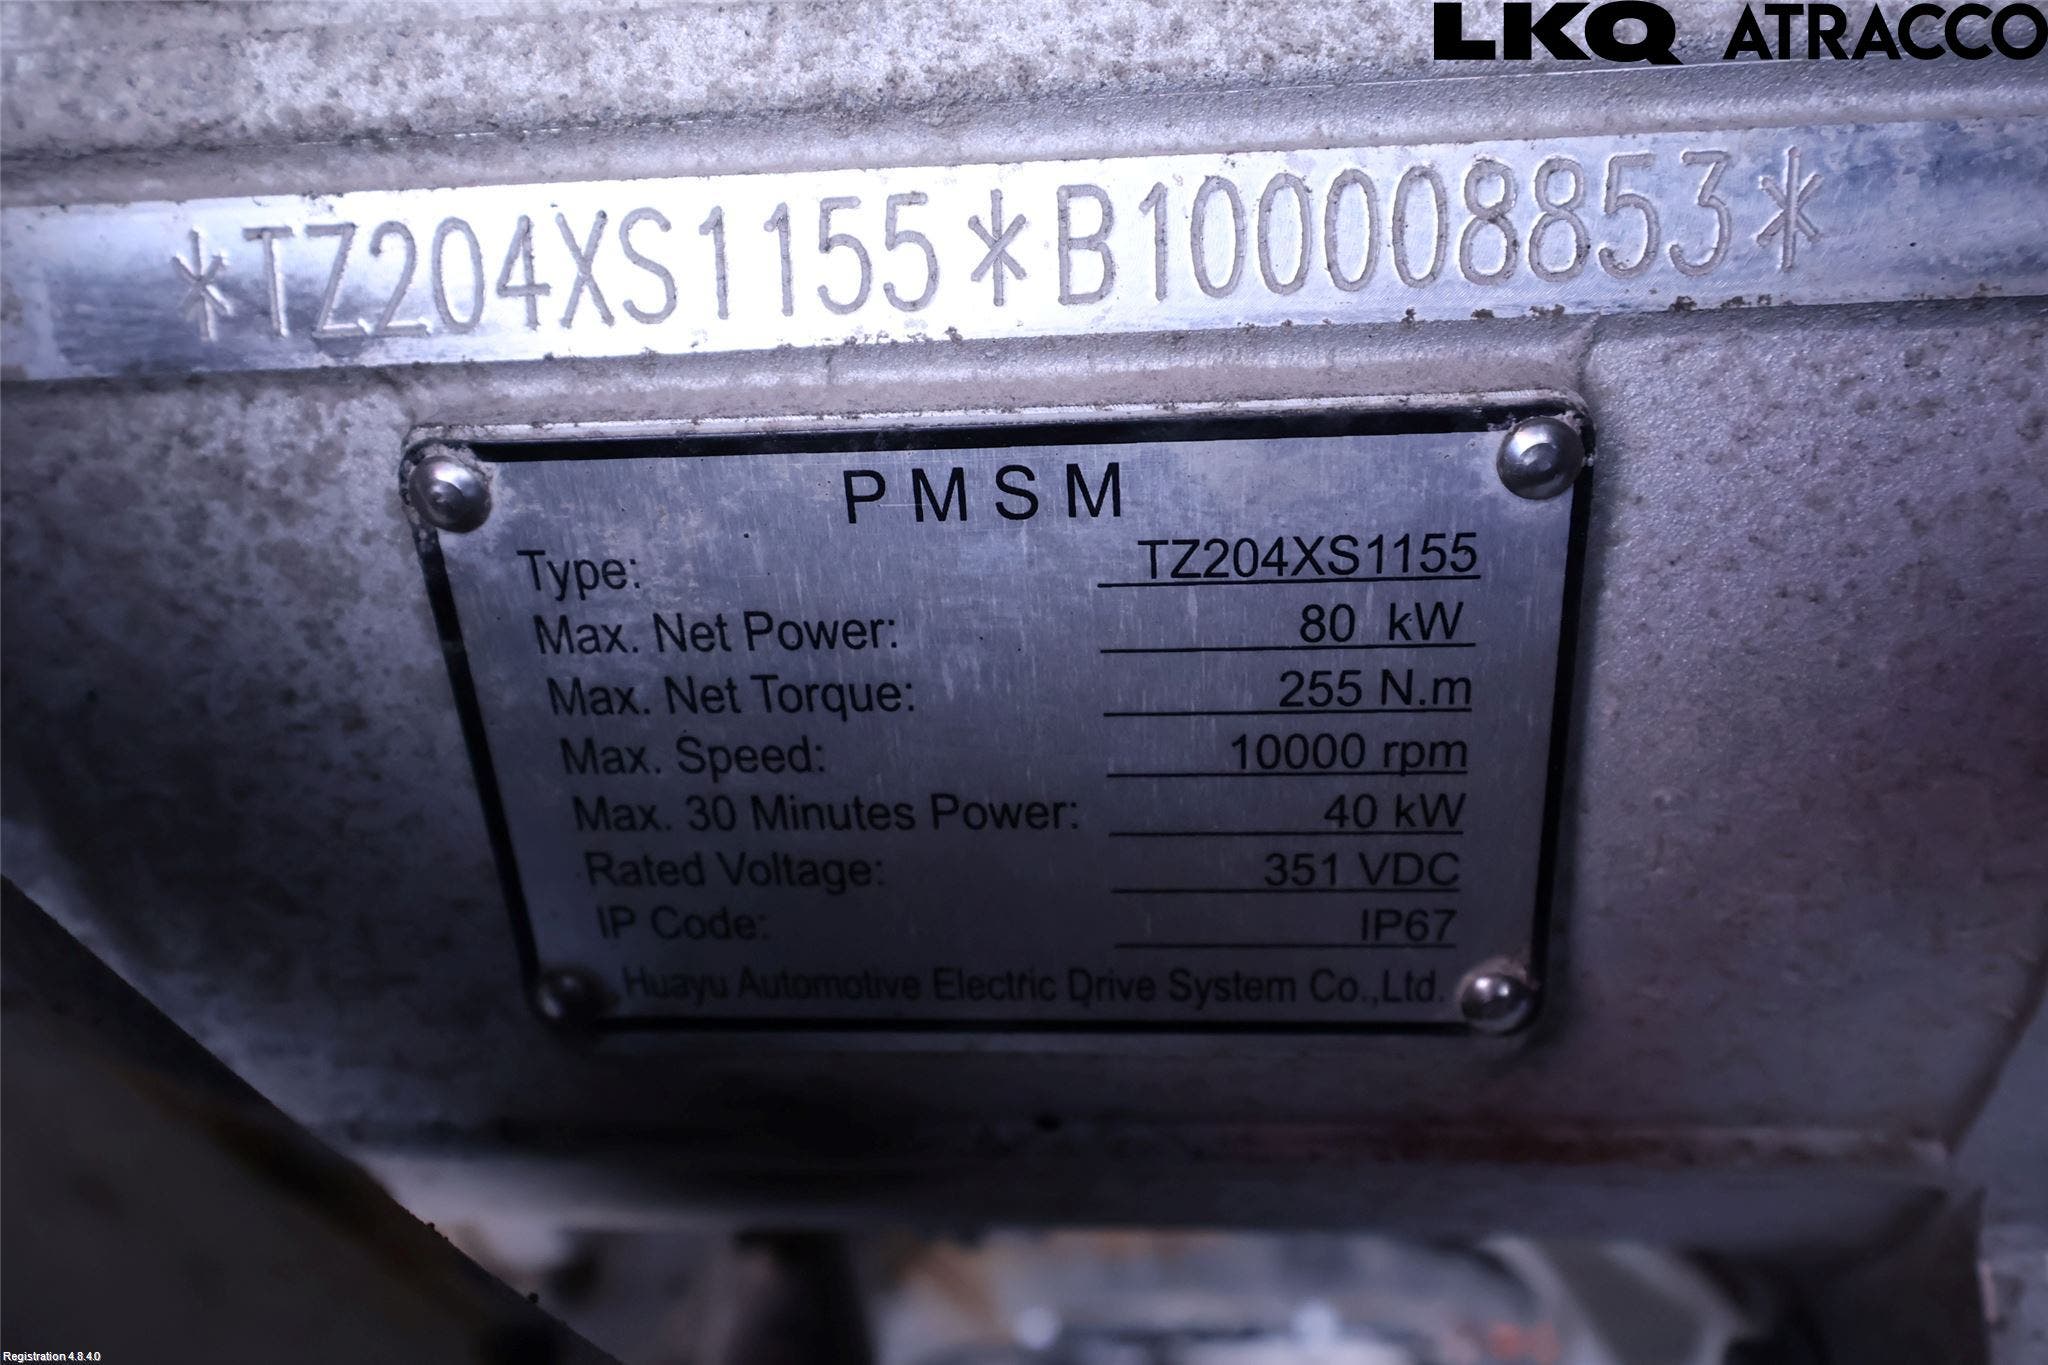 LKQ ATRACCO
*TZ204XS1155*B100008853*
PMSM
Type: TZ204XS1155
Max. Net Power: 80 kW
Max. Net Torque: 255 N.m
Max. Speed: 10000 rpm
Max. 30 Minutes Power: 40 kW
Rated Voltage: 351 VDC
IP Code: IP67
Huayu Automotive Electric Drive System Co.,Ltd.
Registration 4.8.4.0